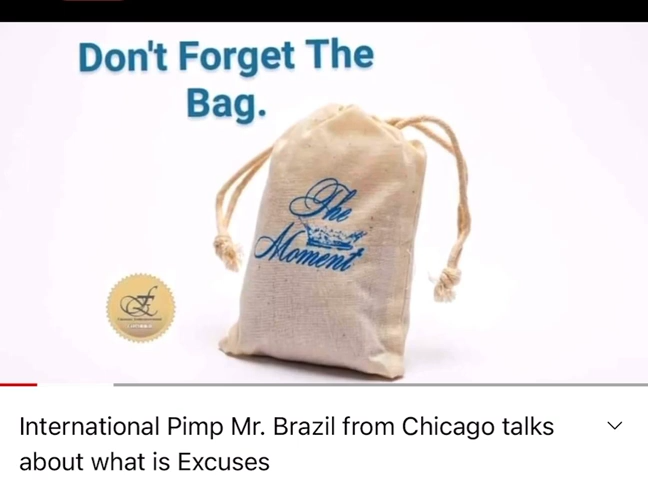 Don't Forget The
Bag.
The
Moment
International Pimp Mr. Brazil from Chicago talks
about what is Excuses